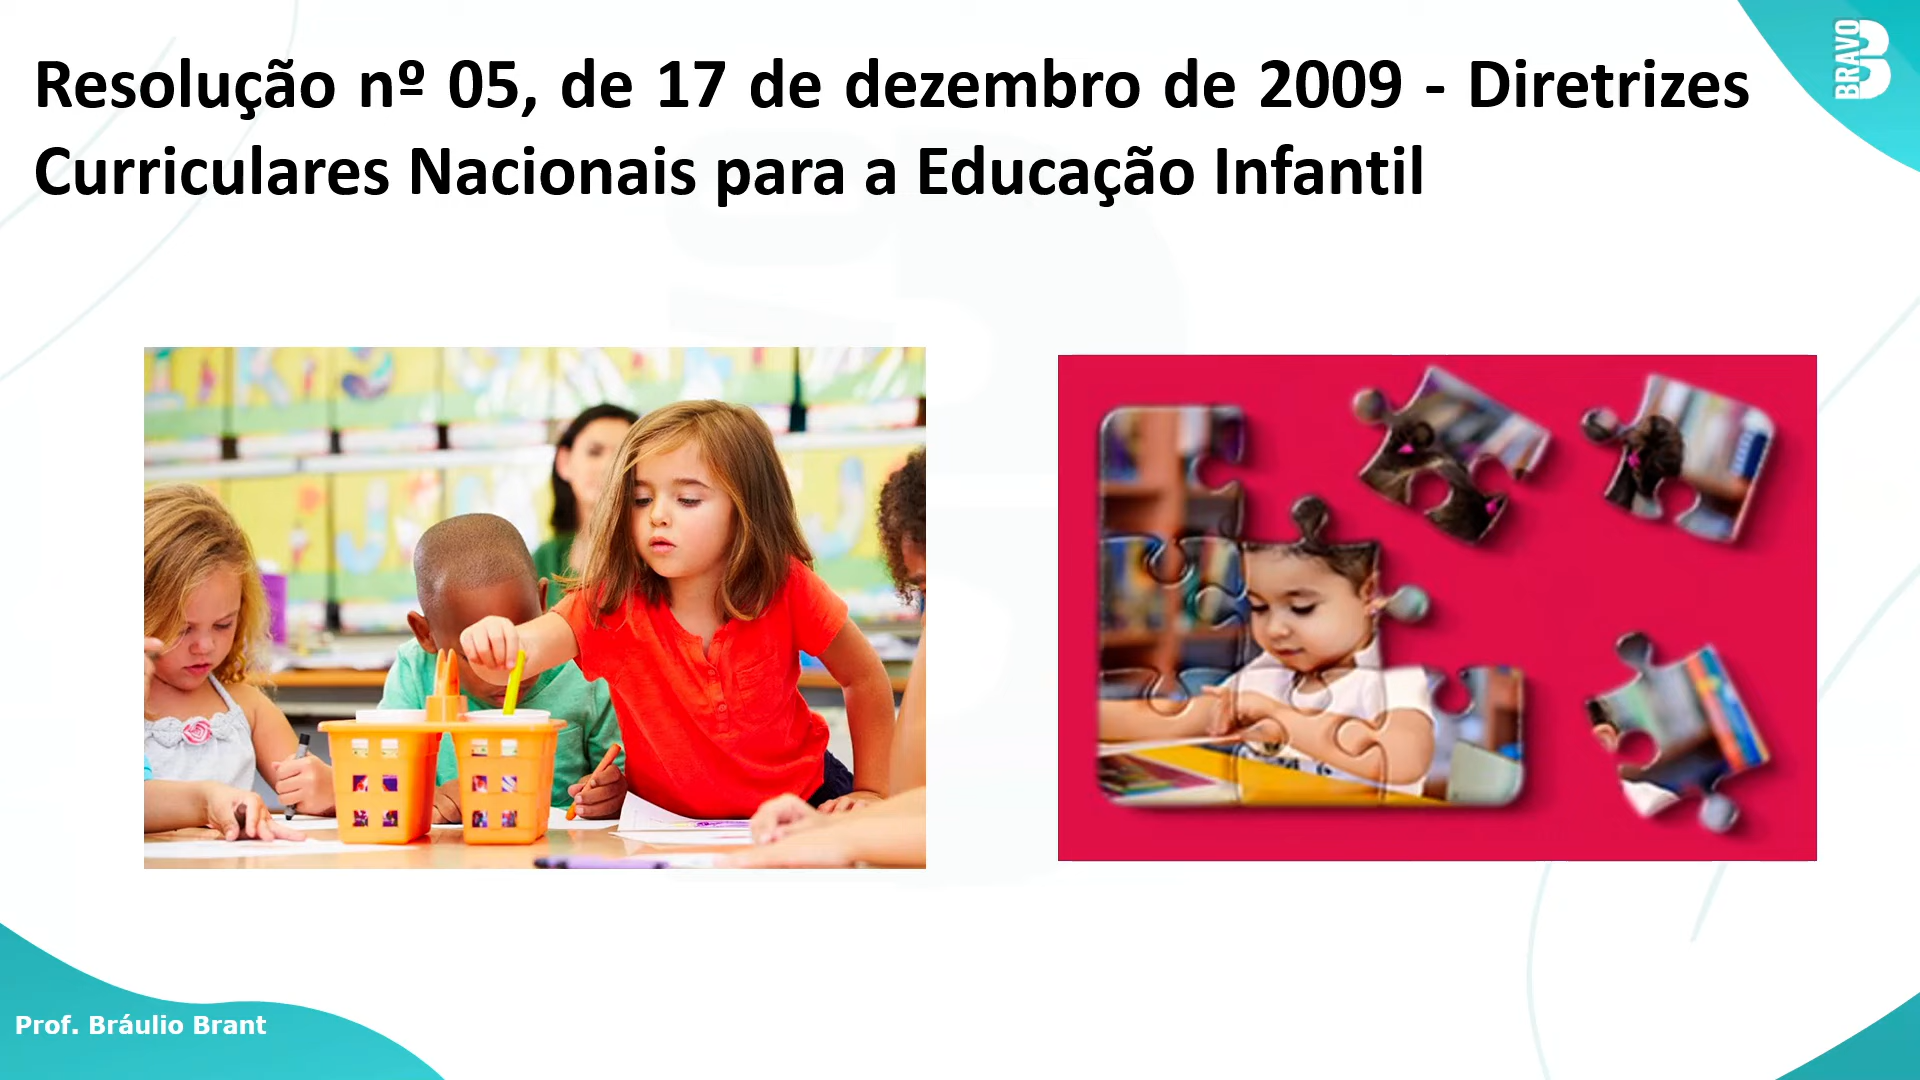 Resolução nº 05, de 17 de dezembro de 2009 - Diretrizes
Curriculares Nacionais para a Educação Infantil
BRAVO
Prof. Bráulio Brant